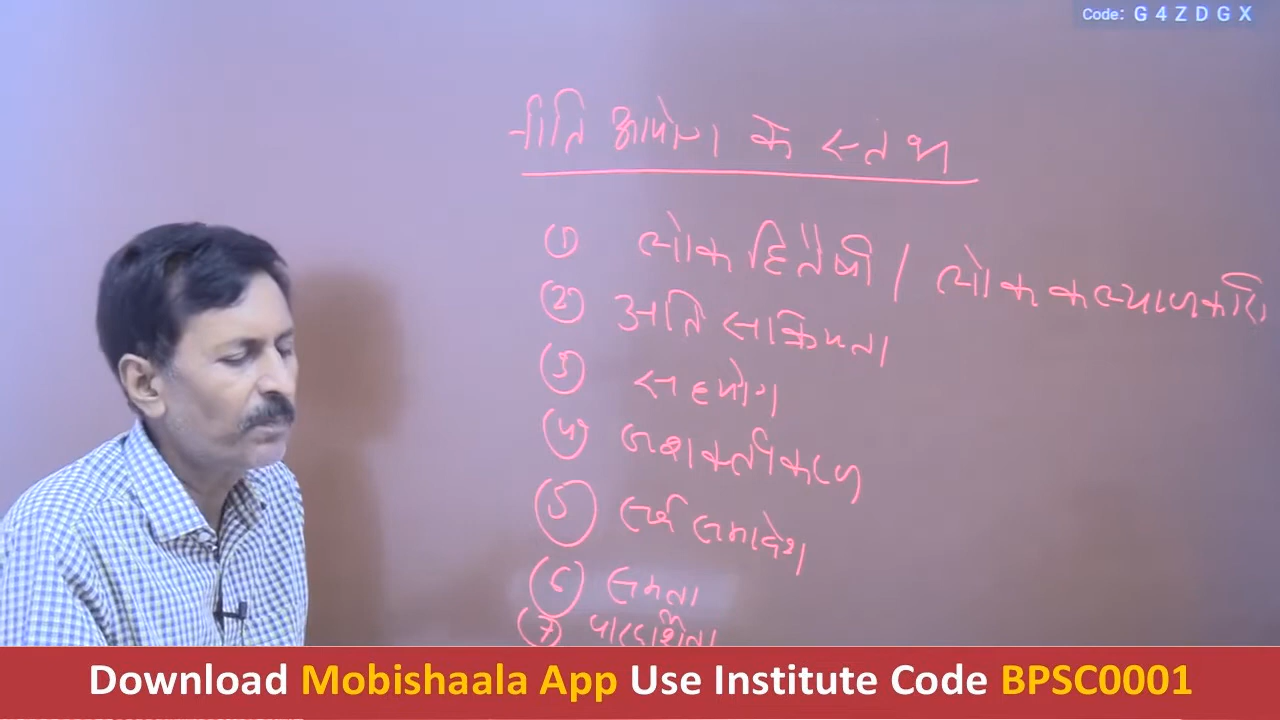 Code: G 4 Z D G X
नीति आयोग के स्तंभ
① लोक हितैषी / लोक कल्याणकारी
② अति सक्रियता
③ सहयोग
④ सशक्तिकरण
⑤ सर्व समावेश
⑥ समता
⑦ पारदर्शिता
Download Mobishaala App Use Institute Code BPSC0001